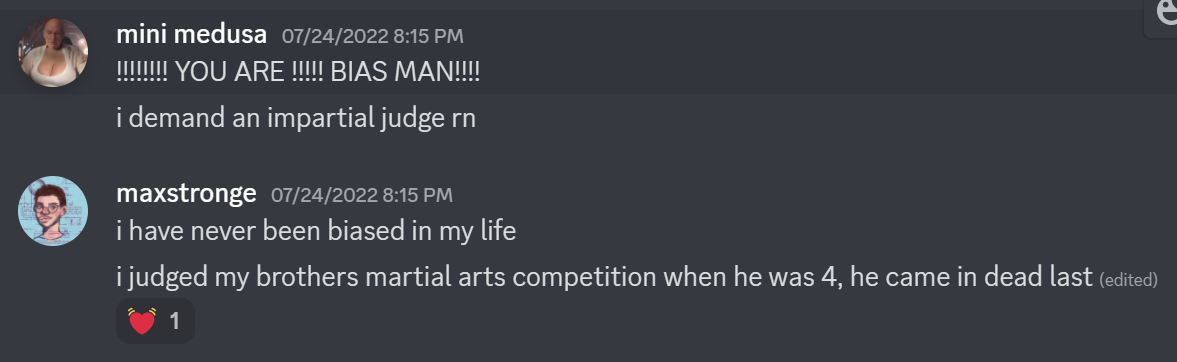 mini medusa 07/24/2022 8:15 PM
!!!!!!!! YOU ARE !!!!! BIAS MAN!!!!
i demand an impartial judge rn
maxstronge 07/24/2022 8:15 PM
i have never been biased in my life
i judged my brothers martial arts competition when he was 4, he came in dead last (edited)
1